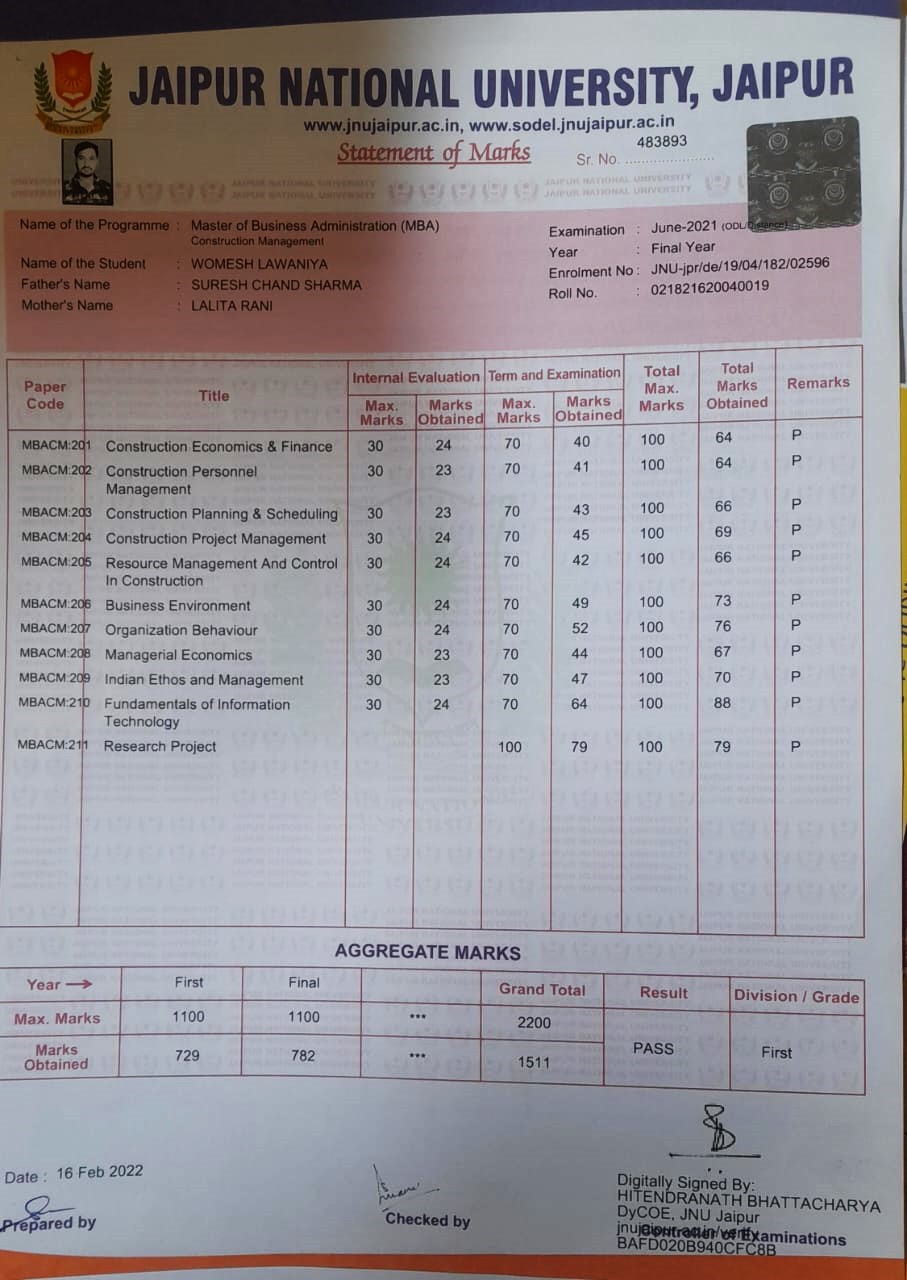 JAIPUR NATIONAL UNIVERSITY, JAIPUR
www.jnujaipur.ac.in, www.sodel.jnujaipur.ac.in
Statement of Marks
Sr. No. 483893
Name of the Programme : Master of Business Administration (MBA)
Construction Management
Name of the Student : WOMESH LAWANIYA
Father's Name : SURESH CHAND SHARMA
Mother's Name : LALITA RANI
Examination : June-2021 (ODL/Distance)
Year : Final Year
Enrolment No : JNU-jpr/de/19/04/182/02596
Roll No. : 021821620040019
Paper Code Title Internal Evaluation Term and Examination Total Max. Marks Total Marks Obtained Remarks
Max. Marks Marks Obtained Max. Marks Marks Obtained
MBACM:201 Construction Economics & Finance 30 24 70 40 100 64 P
MBACM:202 Construction Personnel Management 30 23 70 41 100 64 P
MBACM:203 Construction Planning & Scheduling 30 23 70 43 100 66 P
MBACM:204 Construction Project Management 30 24 70 45 100 69 P
MBACM:205 Resource Management And Control In Construction 30 24 70 42 100 66 P
MBACM:206 Business Environment 30 24 70 49 100 73 P
MBACM:207 Organization Behaviour 30 24 70 52 100 76 P
MBACM:208 Managerial Economics 30 23 70 44 100 67 P
MBACM:209 Indian Ethos and Management 30 23 70 47 100 70 P
MBACM:210 Fundamentals of Information Technology 30 24 70 64 100 88 P
MBACM:211 Research Project 100 79 100 79 P
AGGREGATE MARKS
Year → First Final Grand Total Result Division / Grade
Max. Marks 1100 1100 *** 2200
Marks Obtained 729 782 *** 1511 PASS First
Date : 16 Feb 2022
Prepared by
Checked by
Digitally Signed By:
HITENDRANATH BHATTACHARYA
DyCOE, JNU Jaipur
jnujaipur.ac.in/verify
Controller of Examinations
BAFD020B940CFC8B